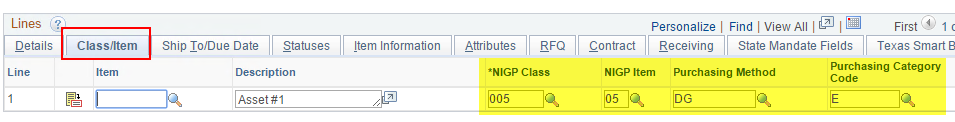 Lines ?
Personalize | Find | View All | First 1 o
Details Class/Item Ship To/Due Date Statuses Item Information Attributes RFQ Contract Receiving State Mandate Fields Texas Smart B
Line Item Description *NIGP Class NIGP Item Purchasing Method Purchasing Category Code
1 Asset #1 005 05 DG E